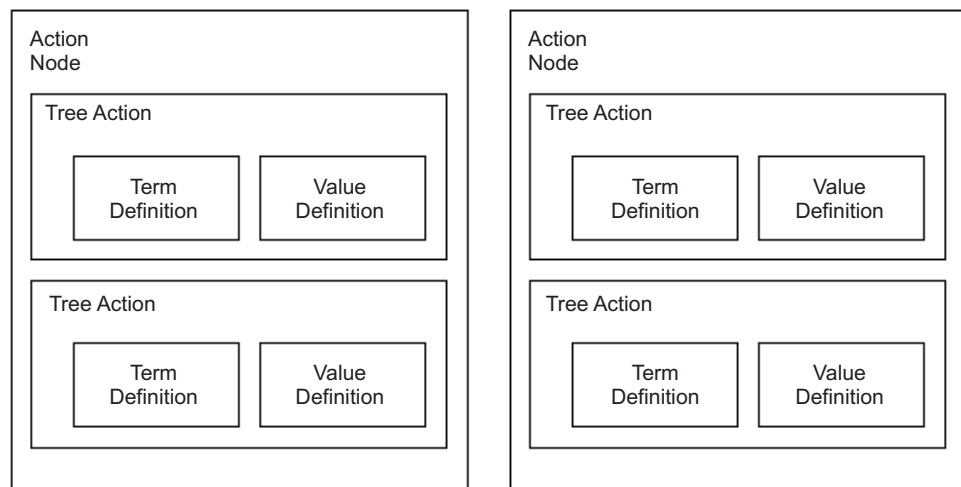 Action
Node
Tree Action
Term
Definition
Value
Definition
Tree Action
Term
Definition
Value
Definition
Action
Node
Tree Action
Term
Definition
Value
Definition
Tree Action
Term
Definition
Value
Definition